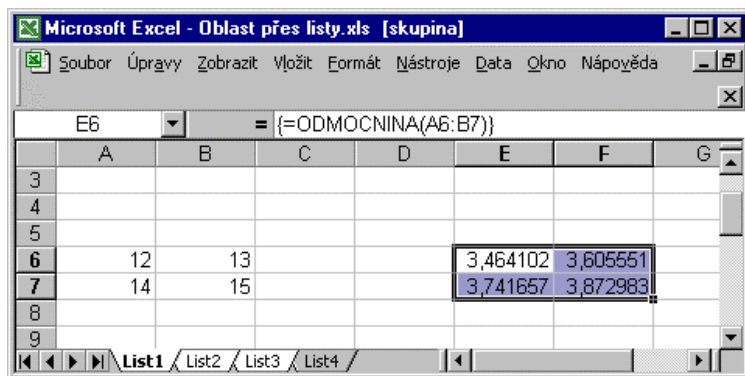 Microsoft Excel - Oblast přes listy.xls [skupina]
Soubor Úpravy Zobrazit Vložit Formát Nástroje Data Okno Nápověda
E6 = {=ODMOCNINA(A6:B7)}
A B C D E F G
3
4
5
6 12 13 3,464102 3,605551
7 14 15 3,741657 3,872983
8
9
List1 List2 List3 List4